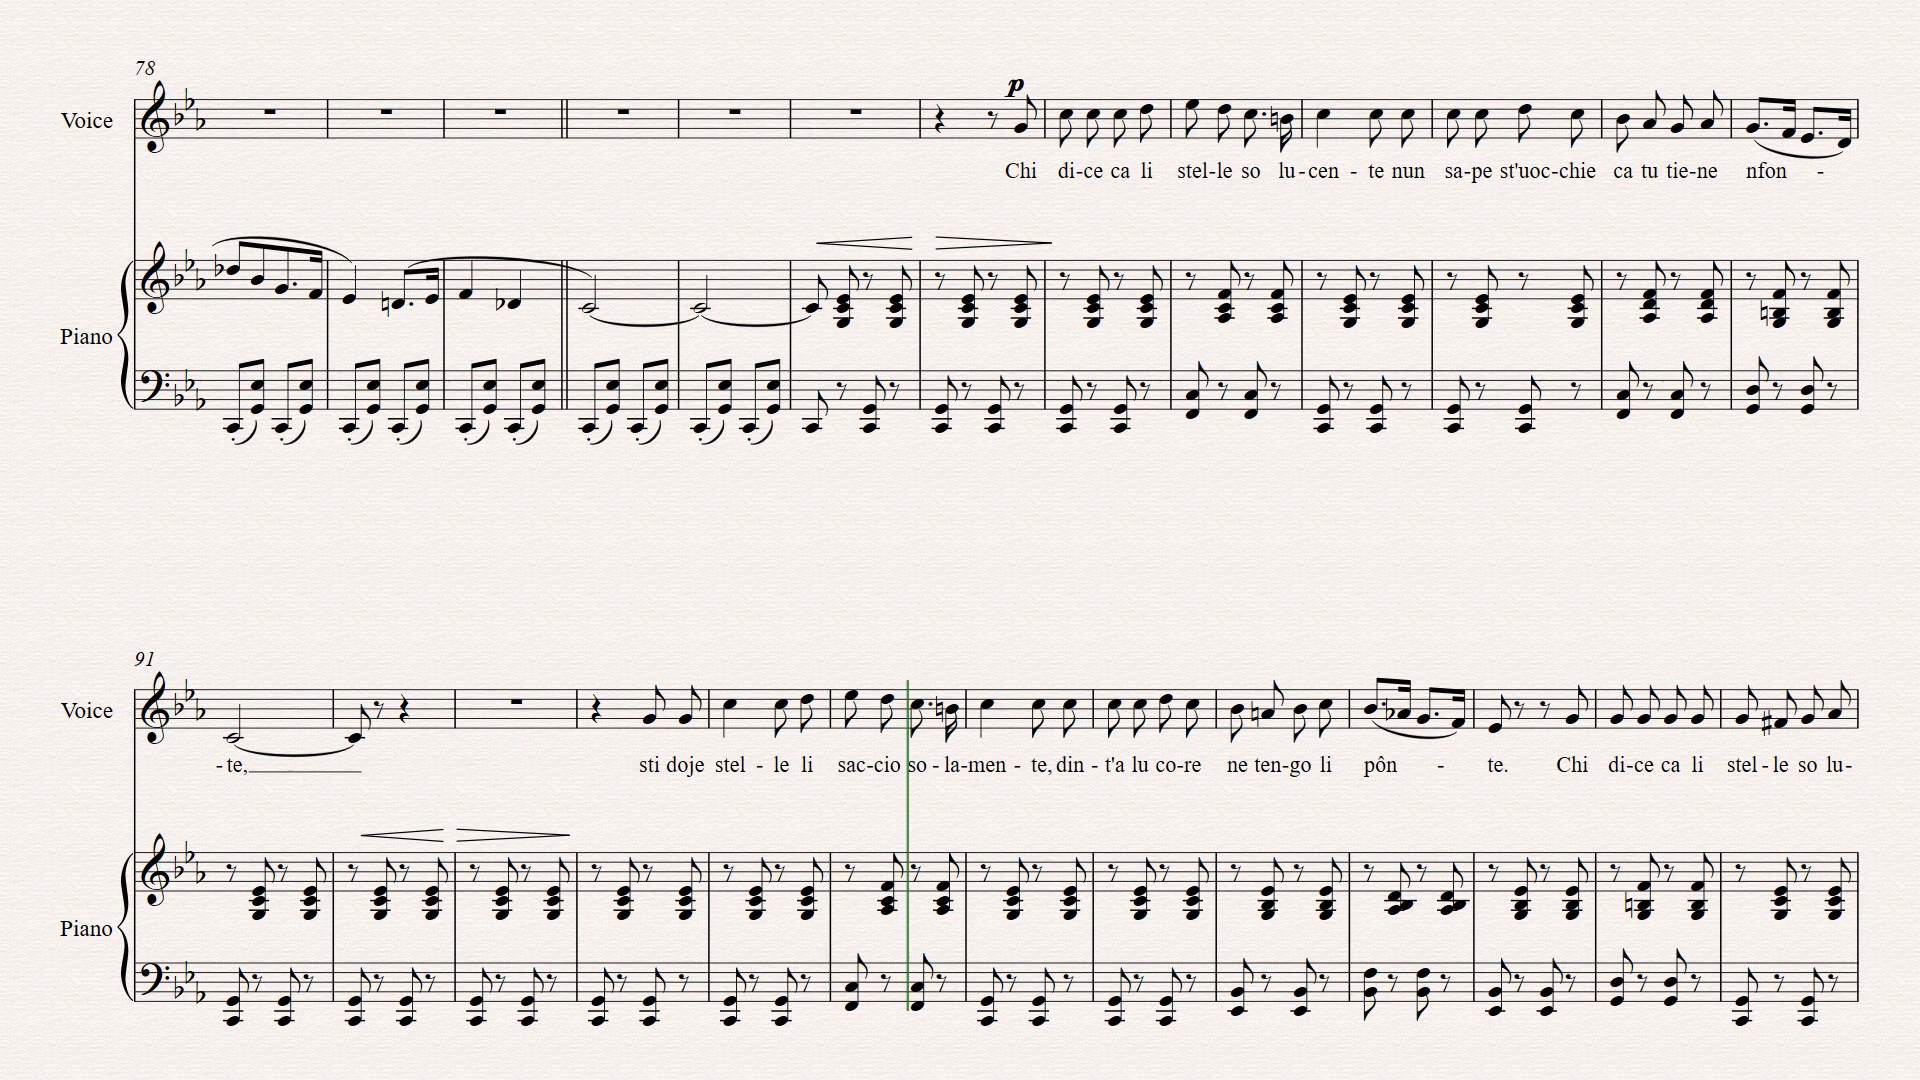 78
Voice
p
Chi di-ce ca li stel-le so lu-cen - te nun sa-pe st'uoc-chie ca tu tie-ne nfon -
Piano
91
Voice
- te,
sti doje stel - le li sac-cio so - la-men - te, din - t'a lu co-re ne ten-go li pôn - te. Chi di-ce ca li stel - le so lu-
Piano